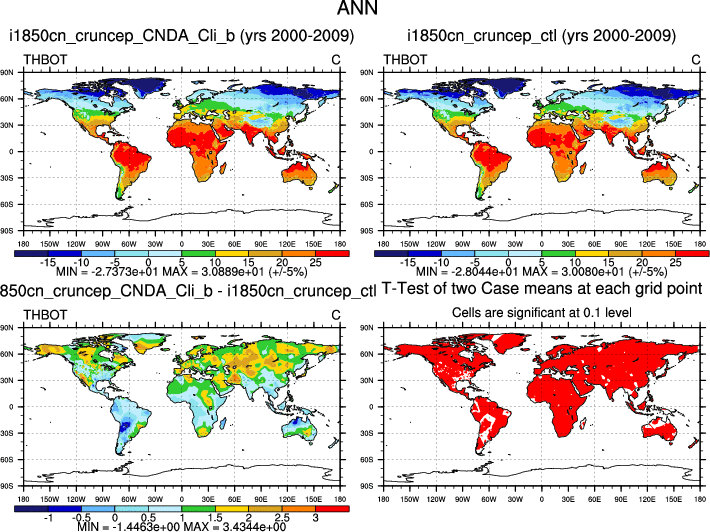 ANN
i1850cn_cruncep_CNDA_Cli_b (yrs 2000-2009)
i1850cn_cruncep_ctl (yrs 2000-2009)
THBOT C
THBOT C
90N
60N
30N
0
30S
60S
90S
180 150W 120W 90W 60W 30W 0 30E 60E 90E 120E 150E 180
-15 -10 -5 0 5 10 15 20 25
MIN = -2.7373e+01 MAX = 3.0889e+01 (+/-5%)
90N
60N
30N
0
30S
60S
90S
180 150W 120W 90W 60W 30W 0 30E 60E 90E 120E 150E 180
-15 -10 -5 0 5 10 15 20 25
MIN = -2.8044e+01 MAX = 3.0080e+01 (+/-5%)
850cn_cruncep_CNDA_Cli_b - i1850cn_cruncep_ctl
THBOT C
90N
60N
30N
0
30S
60S
90S
180 150W 120W 90W 60W 30W 0 30E 60E 90E 120E 150E 180
-1 -0.5 0 0.5 1 1.5 2 2.5 3
MIN = -1.4463e+00 MAX = 3.4344e+00
T-Test of two Case means at each grid point
Cells are significant at 0.1 level
90N
60N
30N
0
30S
60S
90S
180 150W 120W 90W 60W 30W 0 30E 60E 90E 120E 150E 180